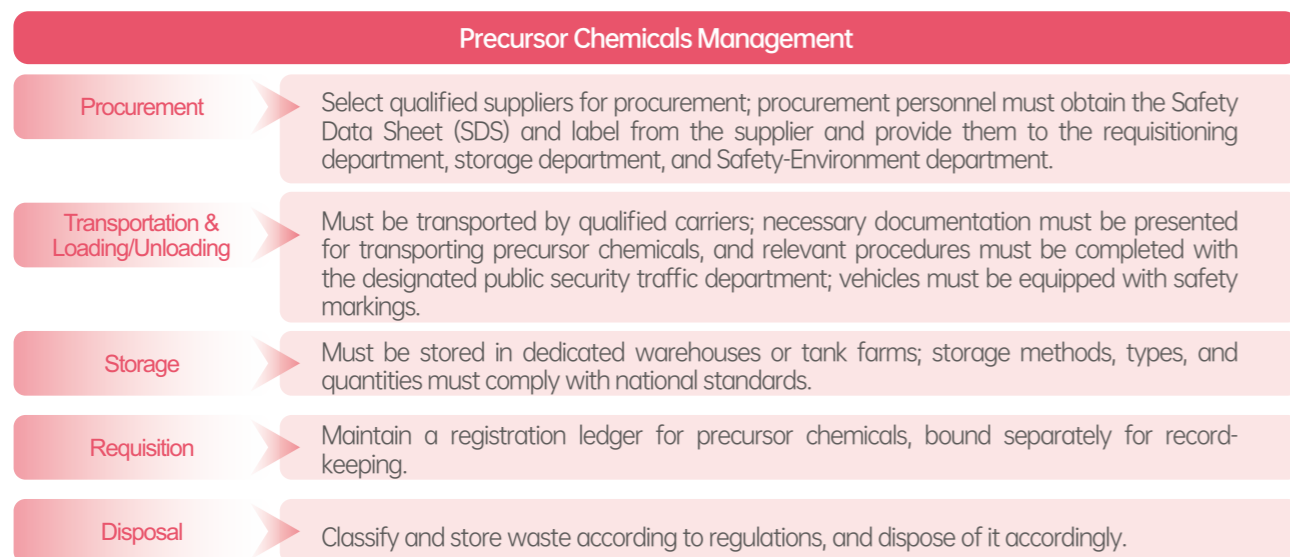 Precursor Chemicals Management
Procurement
Select qualified suppliers for procurement; procurement personnel must obtain the Safety
Data Sheet (SDS) and label from the supplier and provide them to the requisitioning
department, storage department, and Safety-Environment department.
Transportation &
Loading/Unloading
Must be transported by qualified carriers; necessary documentation must be presented
for transporting precursor chemicals, and relevant procedures must be completed with
the designated public security traffic department; vehicles must be equipped with safety
markings.
Storage
Must be stored in dedicated warehouses or tank farms; storage methods, types, and
quantities must comply with national standards.
Requisition
Maintain a registration ledger for precursor chemicals, bound separately for record-
keeping.
Disposal
Classify and store waste according to regulations, and dispose of it accordingly.